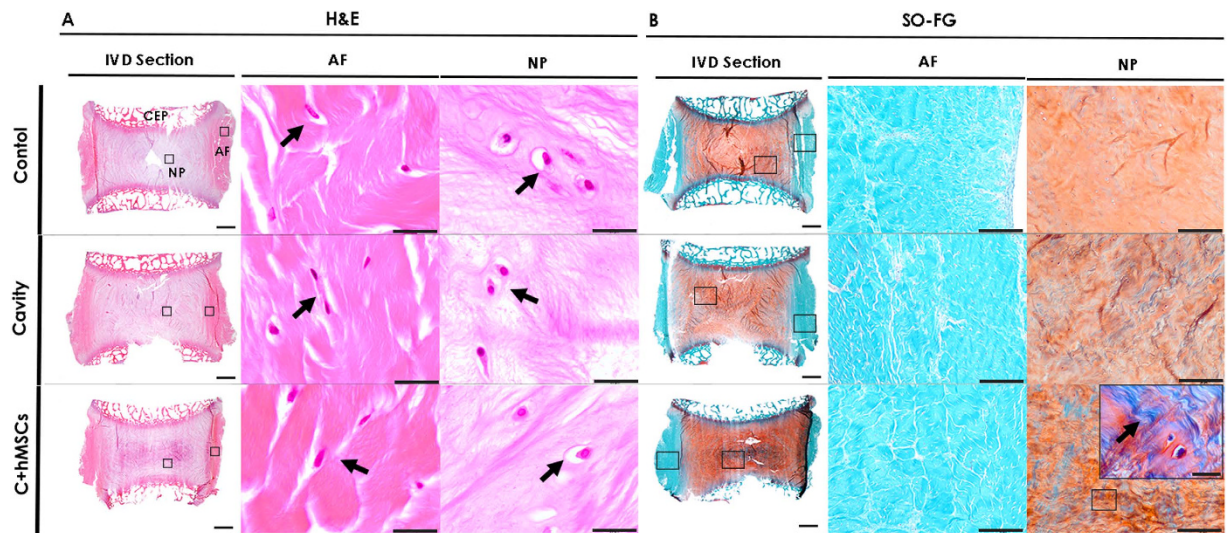 A H&E B SO-FG
IVD Section AF NP IVD Section AF NP
Contol
CEP
AF
NP
Cavity
C+hMSCs